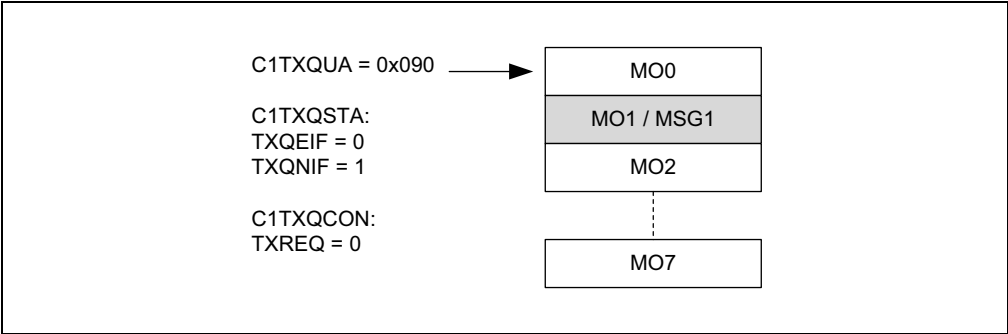 C1TXQUA = 0x090
C1TXQSTA:
TXQEIF = 0
TXQNIF = 1
C1TXQCON:
TXREQ = 0
MO0
MO1 / MSG1
MO2
MO7